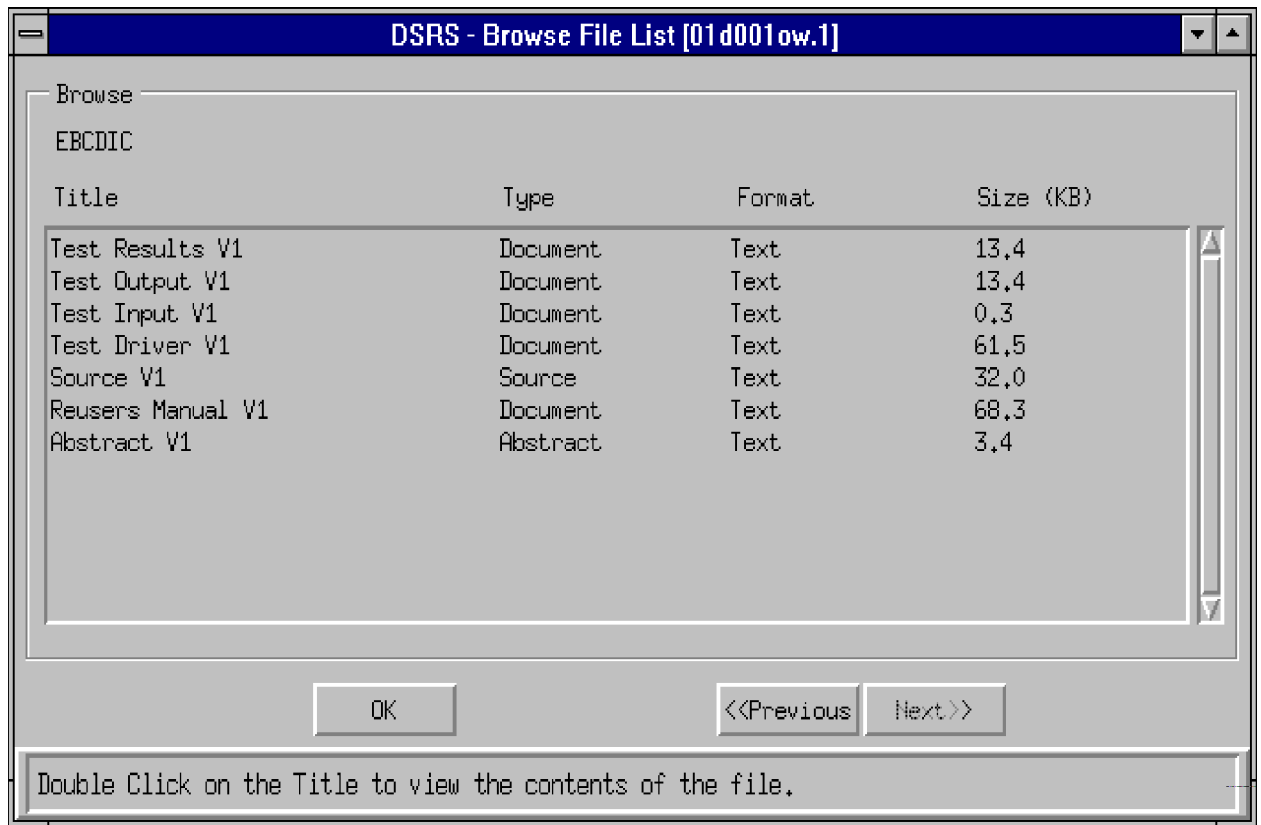 DSRS - Browse File List [01d001ow.1]
Browse
EBCDIC
Title Type Format Size (KB)
Test Results V1 Document Text 13.4
Test Output V1 Document Text 13.4
Test Input V1 Document Text 0.3
Test Driver V1 Document Text 61.5
Source V1 Source Text 32.0
Reusers Manual V1 Document Text 68.3
Abstract V1 Abstract Text 3.4
OK <<Previous Next>>
Double Click on the Title to view the contents of the file.